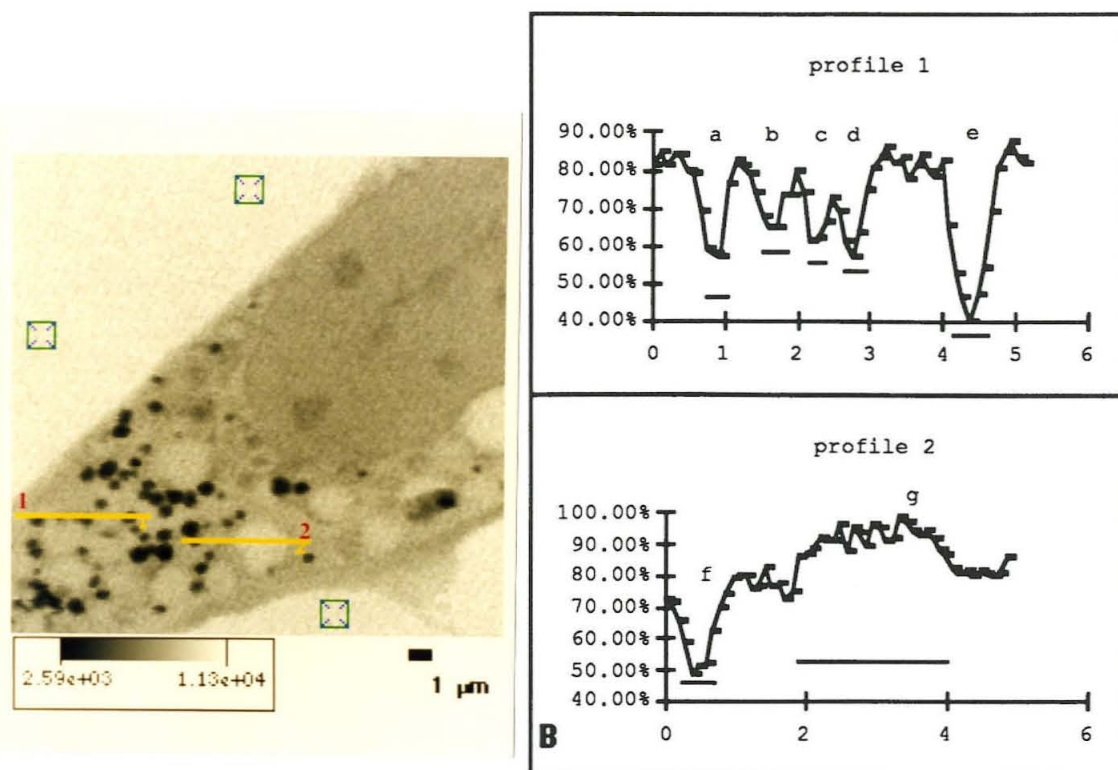 1
2
2.59e+03
1.13e+04
1 µm
profile 1
a b c d e
90.00%
80.00%
70.00%
60.00%
50.00%
40.00%
0 1 2 3 4 5 6
profile 2
g
f
100.00%
90.00%
80.00%
70.00%
60.00%
50.00%
40.00%
B
0 2 4 6